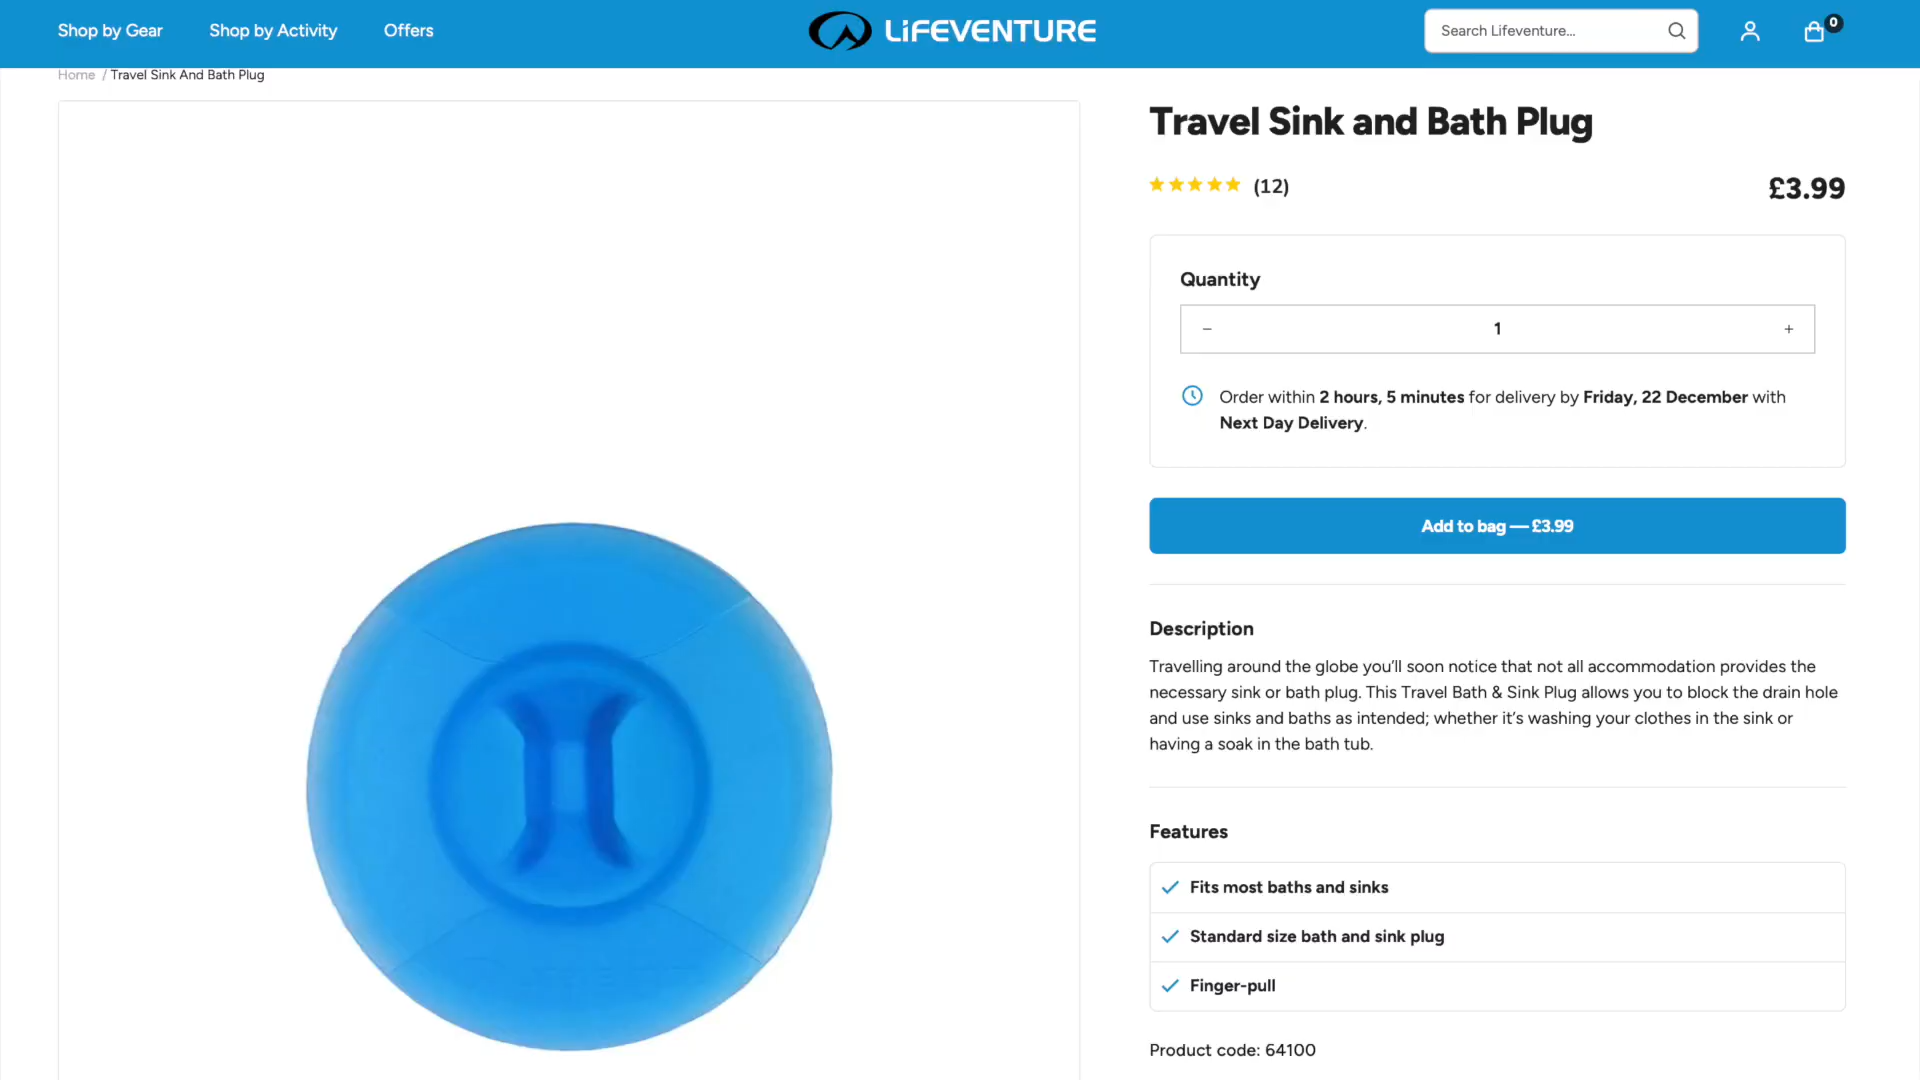 Shop by Gear
Shop by Activity
Offers
LIFEVENTURE
Search Lifeventure...
0
Home / Travel Sink And Bath Plug
Travel Sink and Bath Plug
(12)
£3.99
Quantity
− 1 +
Order within 2 hours, 5 minutes for delivery by Friday, 22 December with
Next Day Delivery.
Add to bag — £3.99
Description
Travelling around the globe you’ll soon notice that not all accommodation provides the
necessary sink or bath plug. This Travel Bath & Sink Plug allows you to block the drain hole
and use sinks and baths as intended; whether it’s washing your clothes in the sink or
having a soak in the bath tub.
Features
Fits most baths and sinks
Standard size bath and sink plug
Finger-pull
Product code: 64100